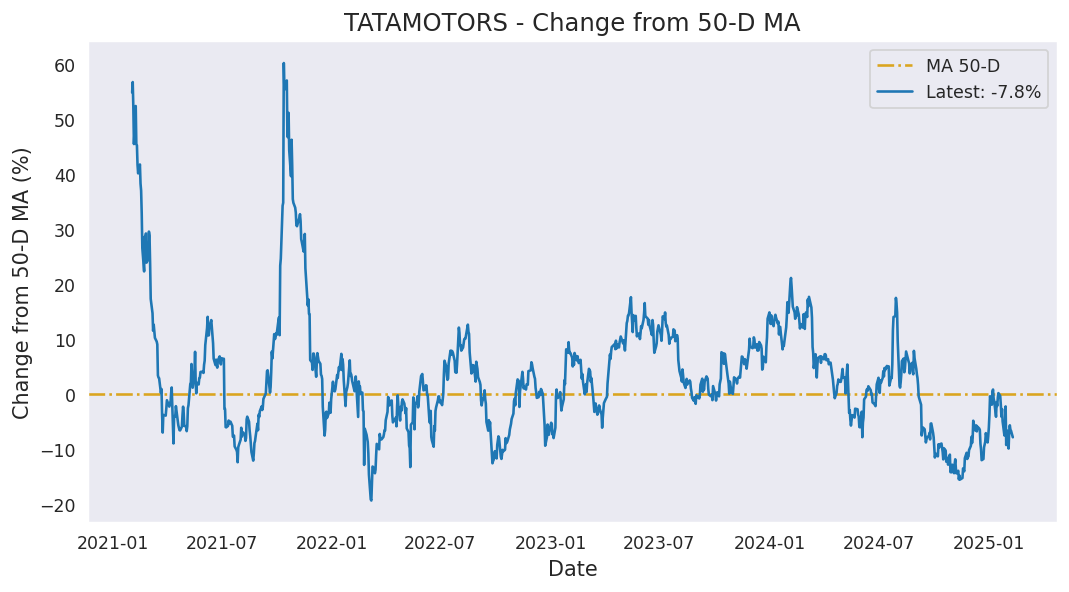 TATAMOTORS - Change from 50-D MA
MA 50-D
Latest: -7.8%
Change from 50-D MA (%)
60
50
40
30
20
10
0
−10
−20
2021-01 2021-07 2022-01 2022-07 2023-01 2023-07 2024-01 2024-07 2025-01
Date